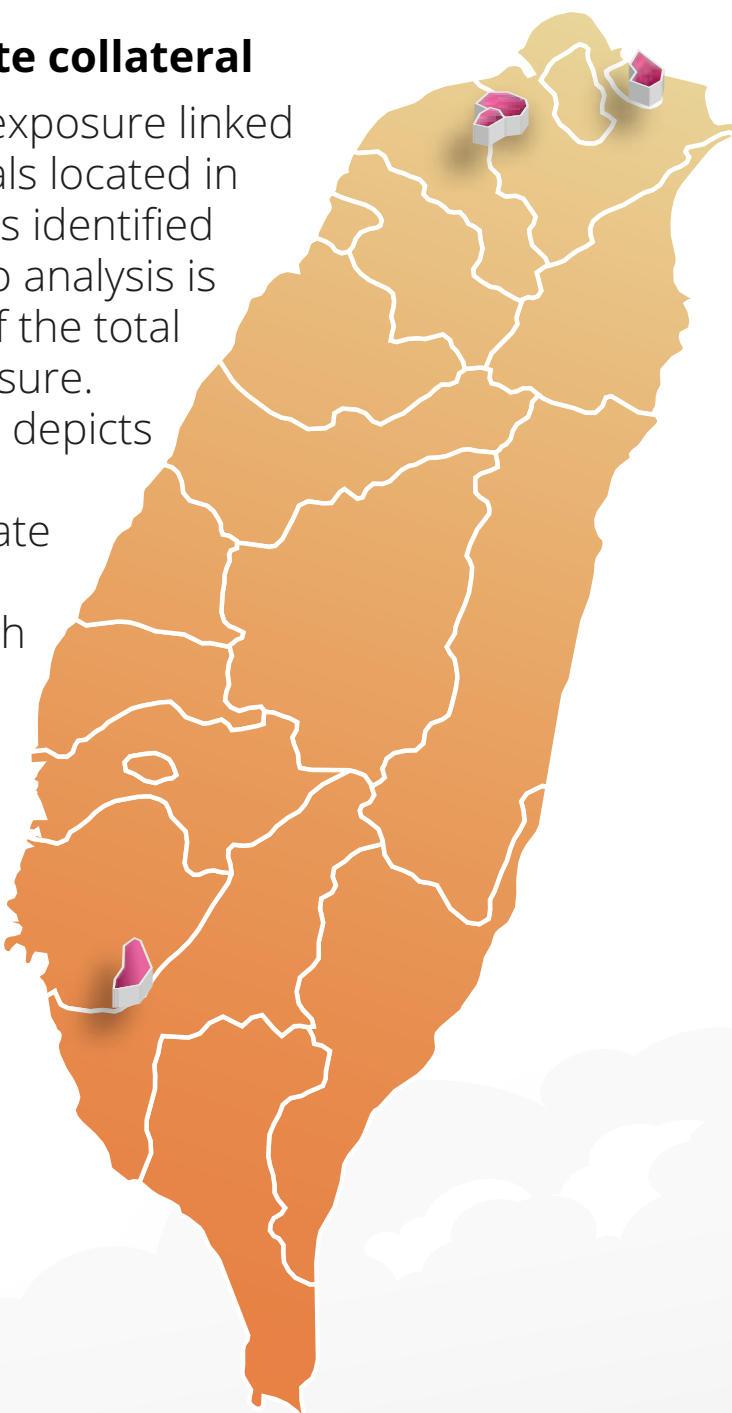 te collateral
exposure linked
als located in
s identified
o analysis is
f the total
sure.
depicts
ate
h